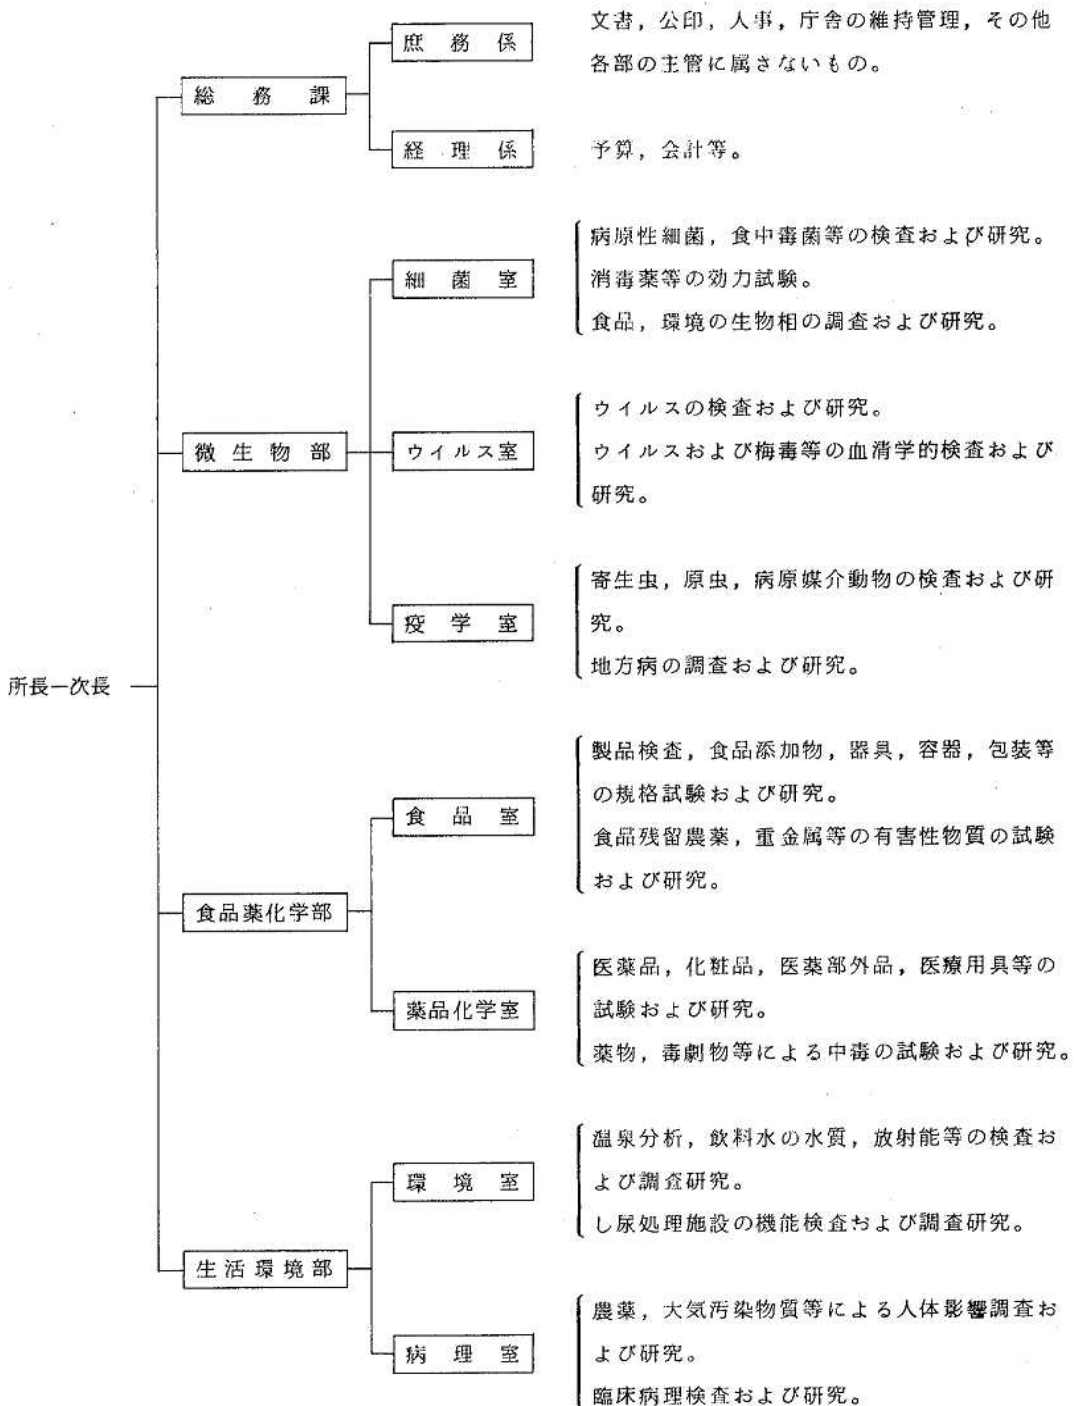 庶務係
文書，公印，人事，庁舎の維持管理，その他
各部の主管に属さないもの。
総務課
経理係
予算，会計等。
細菌室
病原性細菌，食中毒菌等の検査および研究。
消毒薬等の効力試験。
食品，環境の生物相の調査および研究。
微生物部
ウイルス室
ウイルスの検査および研究。
ウイルスおよび梅毒等の血清学的検査および
研究。
疫学室
寄生虫，原虫，病原媒介動物の検査および研
究。
地方病の調査および研究。
所長―次長
食品室
製品検査，食品添加物，器具，容器，包装等
の規格試験および研究。
食品残留農薬，重金属等の有害性物質の試験
および研究。
食品薬化学部
薬品化学室
医薬品，化粧品，医薬部外品，医療用具等の
試験および研究。
薬物，毒劇物等による中毒の試験および研究。
環境室
温泉分析，飲料水の水質，放射能等の検査お
よび調査研究。
し尿処理施設の機能検査および調査研究。
生活環境部
病理室
農薬，大気汚染物質等による人体影響調査お
よび研究。
臨床病理検査および研究。